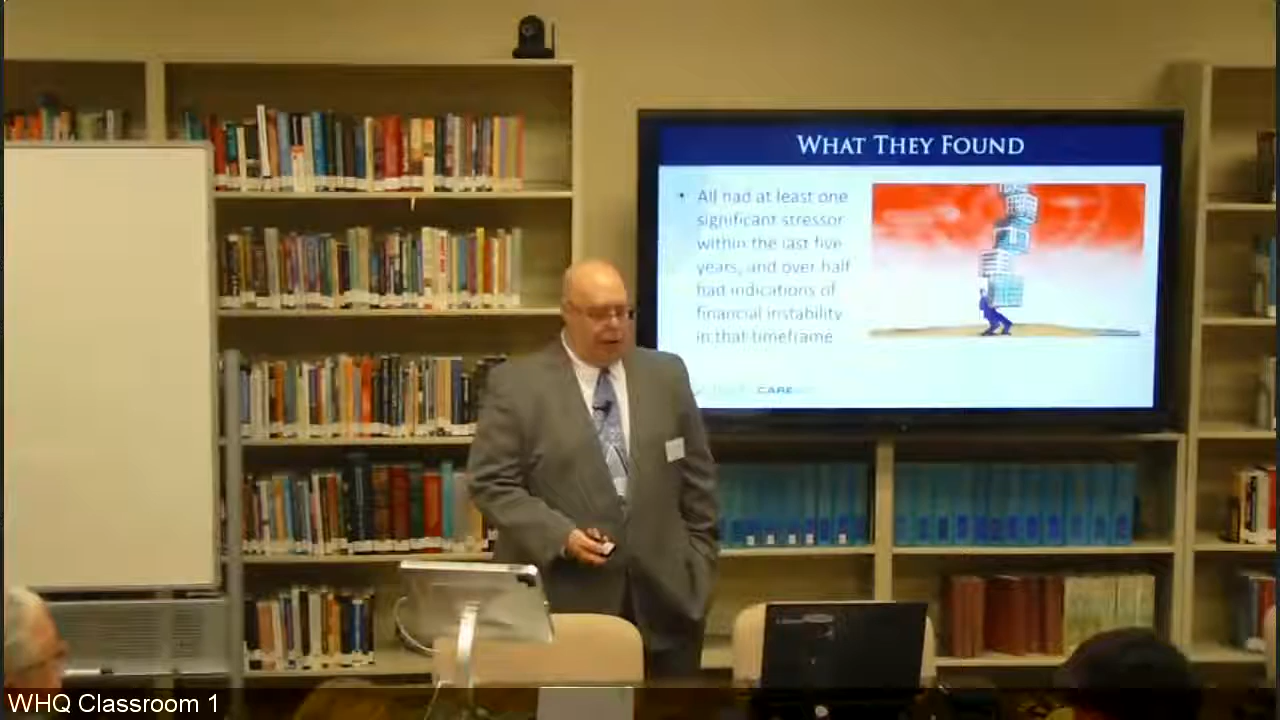 WHAT THEY FOUND
• All had at least one
significant stressor
within the last five
years, and over half
had indications of
financial instability
in that timeframe
CARE
WHQ Classroom 1